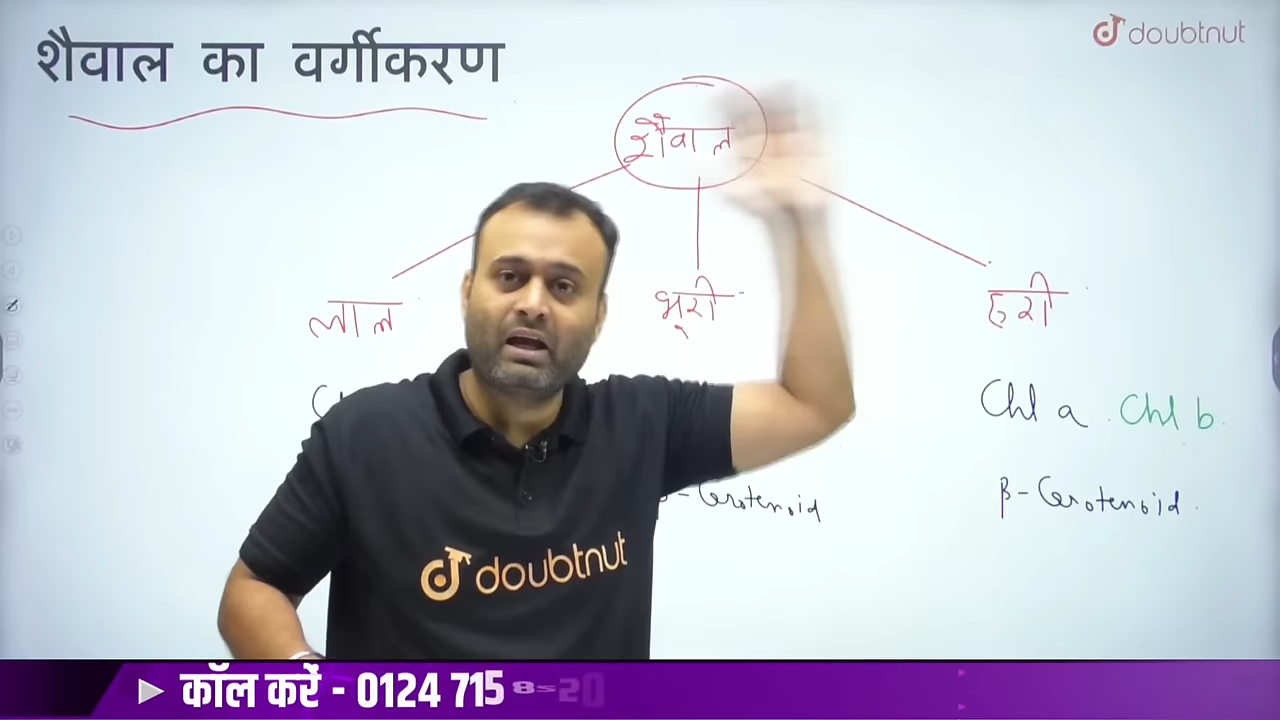 शैवाल का वर्गीकरण
doubtnut
शैवाल
लाल
भूरी
हरी
Chl a Chl b
β-Carotenoid
-Carotenoid
doubtnut
कॉल करें - 0124 715